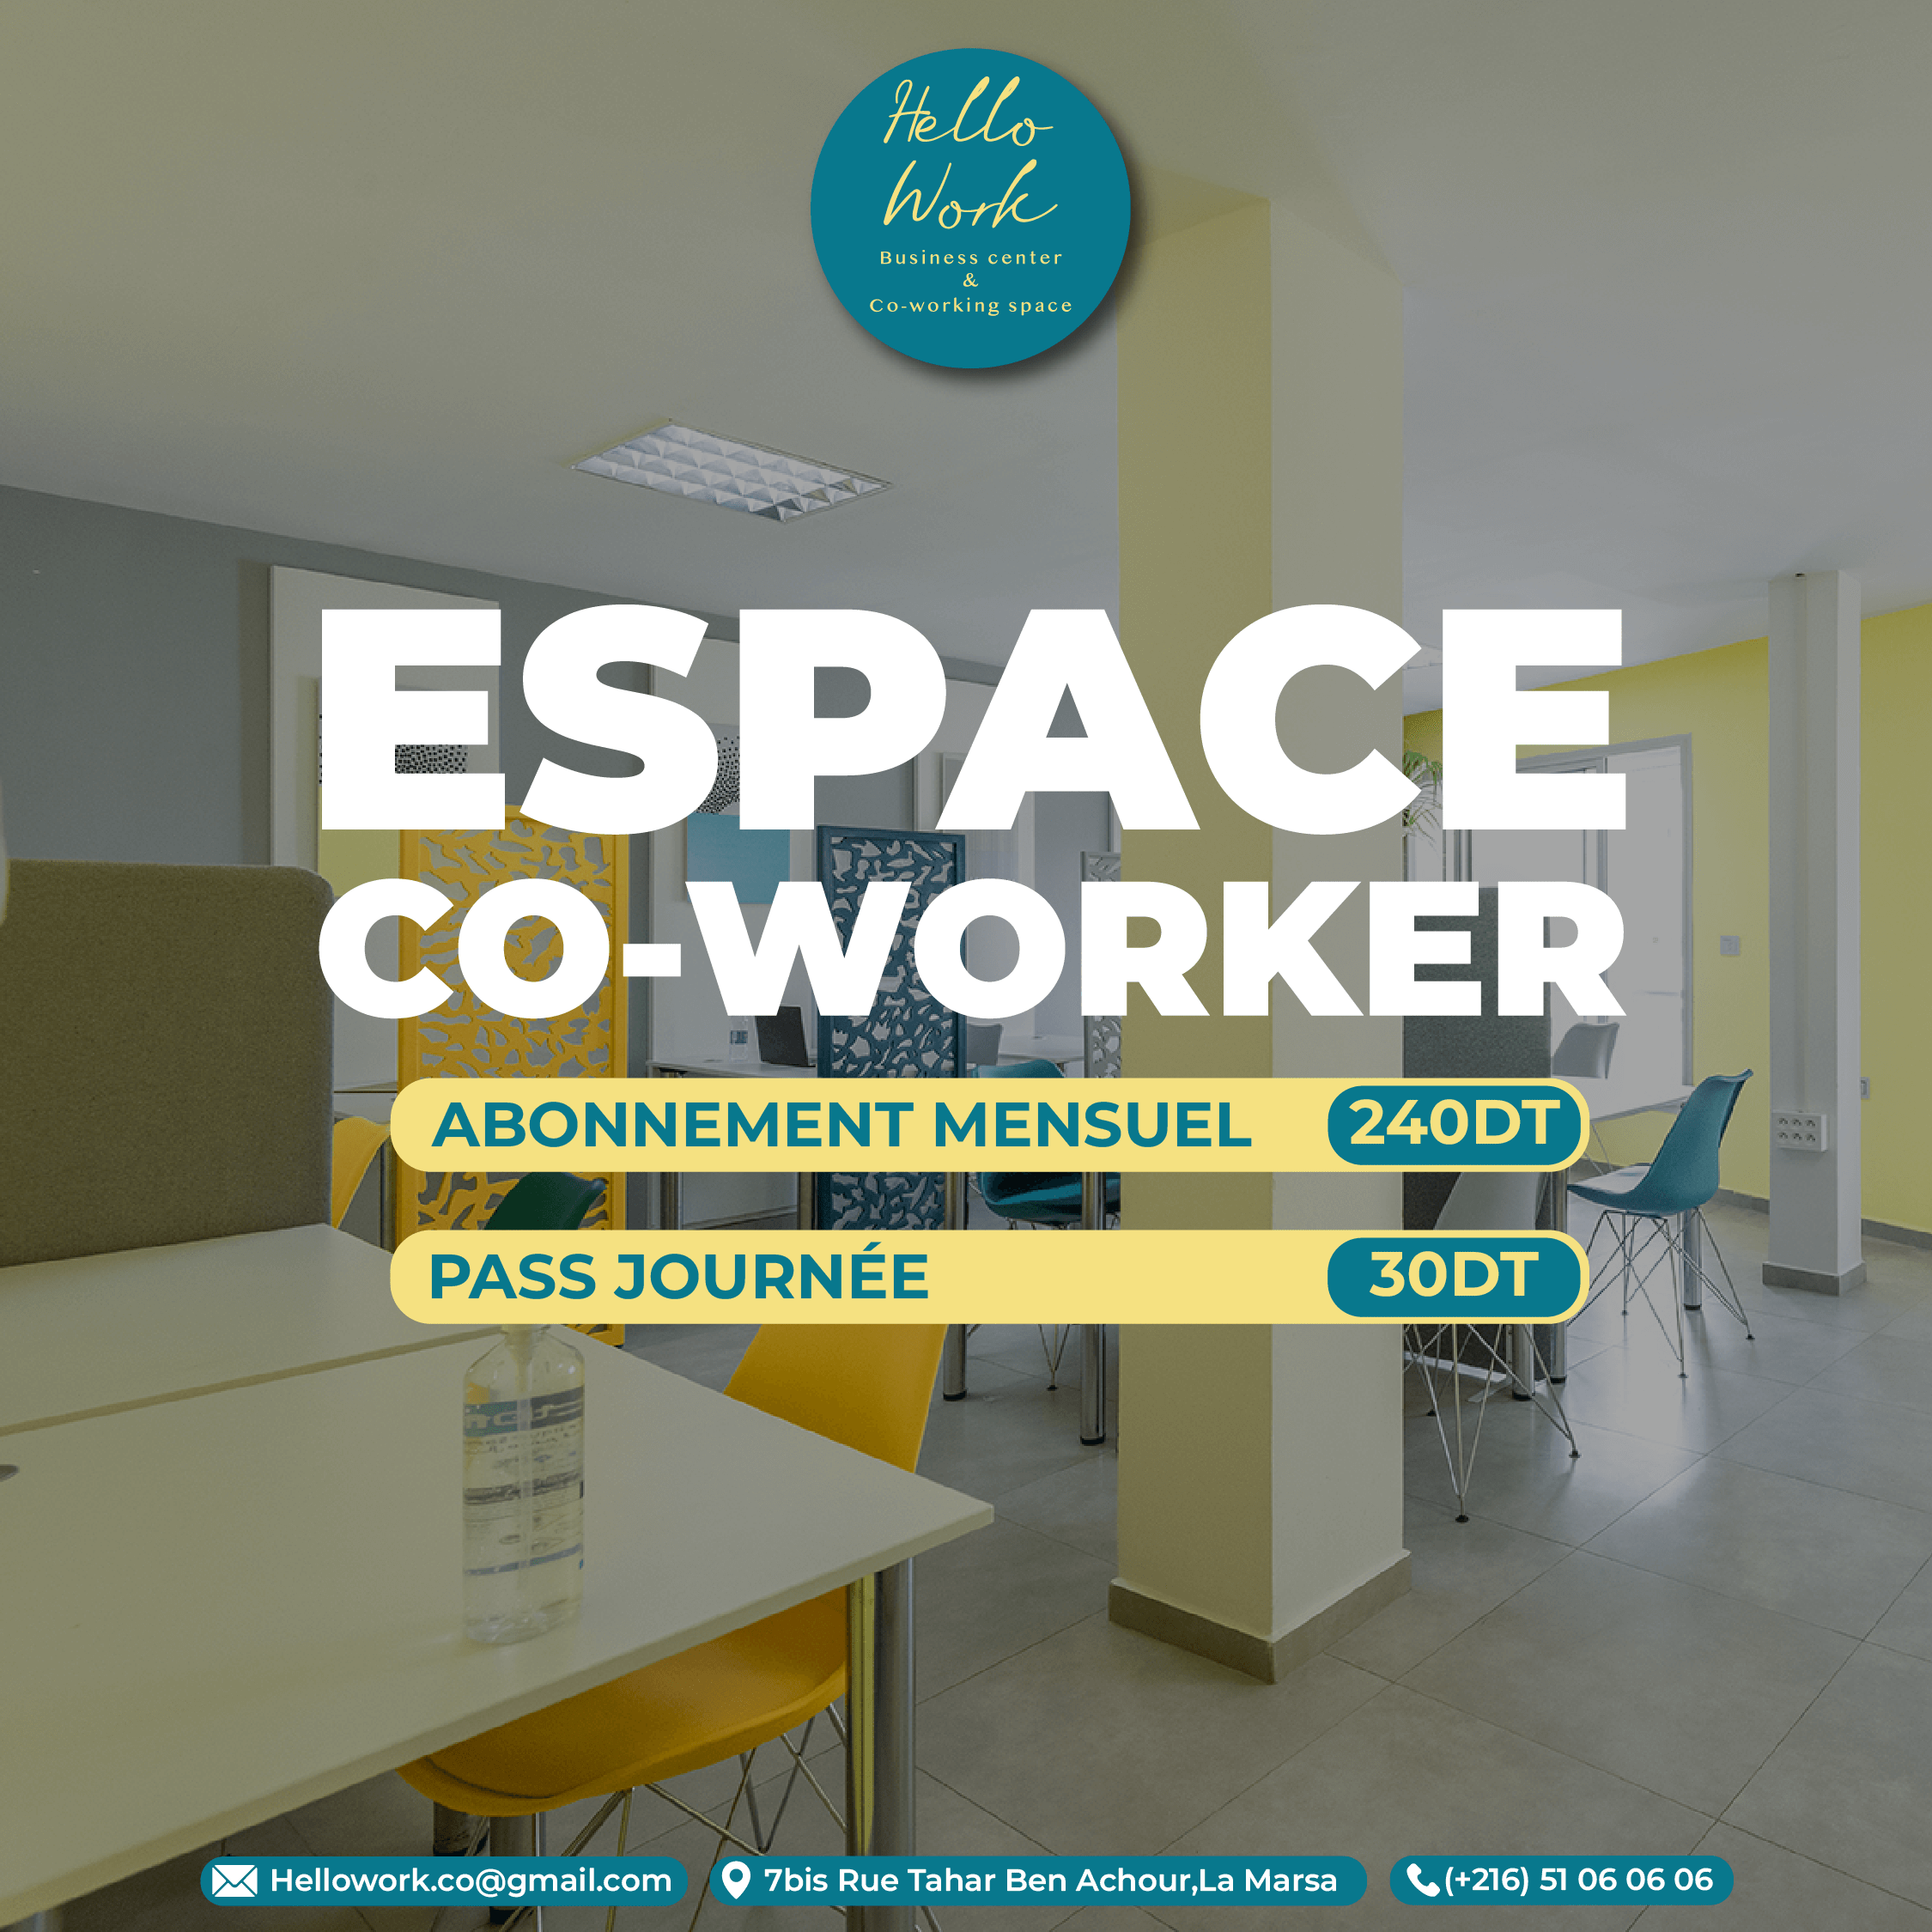 Hello
Work
Business center
&
Co-working space
ESPACE
CO-WORKER
ABONNEMENT MENSUEL 240DT
PASS JOURNÉE 30DT
Hellowork.co@gmail.com 7bis Rue Tahar Ben Achour,La Marsa (+216) 51 06 06 06